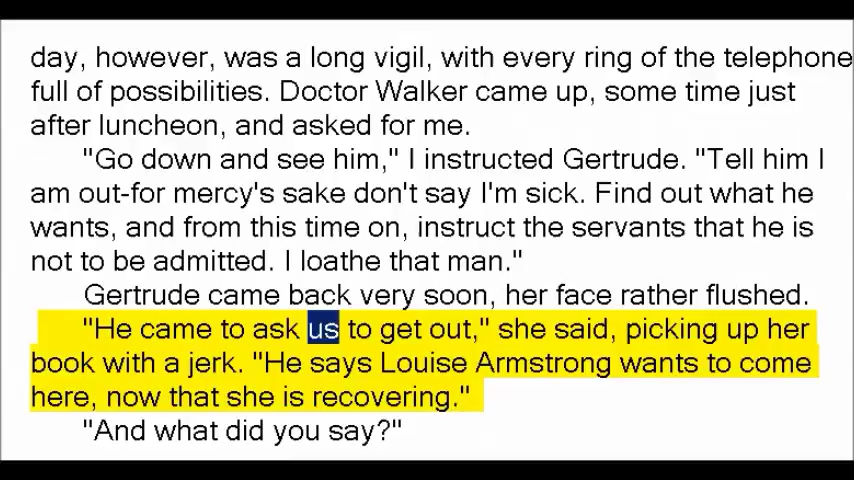 day, however, was a long vigil, with every ring of the telephone
full of possibilities. Doctor Walker came up, some time just
after luncheon, and asked for me.
"Go down and see him," I instructed Gertrude. "Tell him I
am out-for mercy's sake don't say I'm sick. Find out what he
wants, and from this time on, instruct the servants that he is
not to be admitted. I loathe that man."
Gertrude came back very soon, her face rather flushed.
"He came to ask us to get out," she said, picking up her
book with a jerk. "He says Louise Armstrong wants to come
here, now that she is recovering."
"And what did you say?"